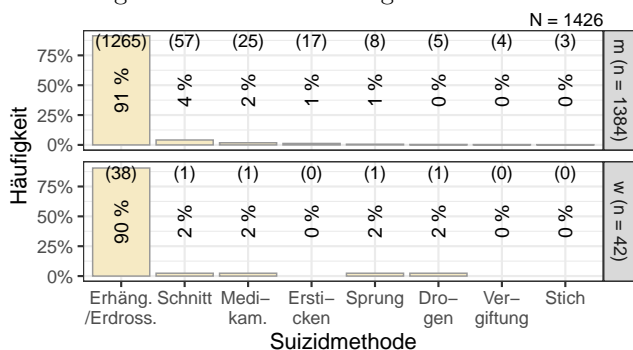 N = 1426
(1265) (57) (25) (17) (8) (5) (4) (3)
75%
50%
25%
0%
91 % 4 % 2 % 1 % 1 % 0 % 0 % 0 %
m (n = 1384)
Häufigkeit
(38) (1) (1) (0) (1) (1) (0) (0)
75%
50%
25%
0%
90 % 2 % 2 % 0 % 2 % 2 % 0 % 0 %
w (n = 42)
Erhäng. Schnitt Medi– Ersti– Sprung Dro– Ver– Stich
/Erdross. kam. cken gen giftung
Suizidmethode